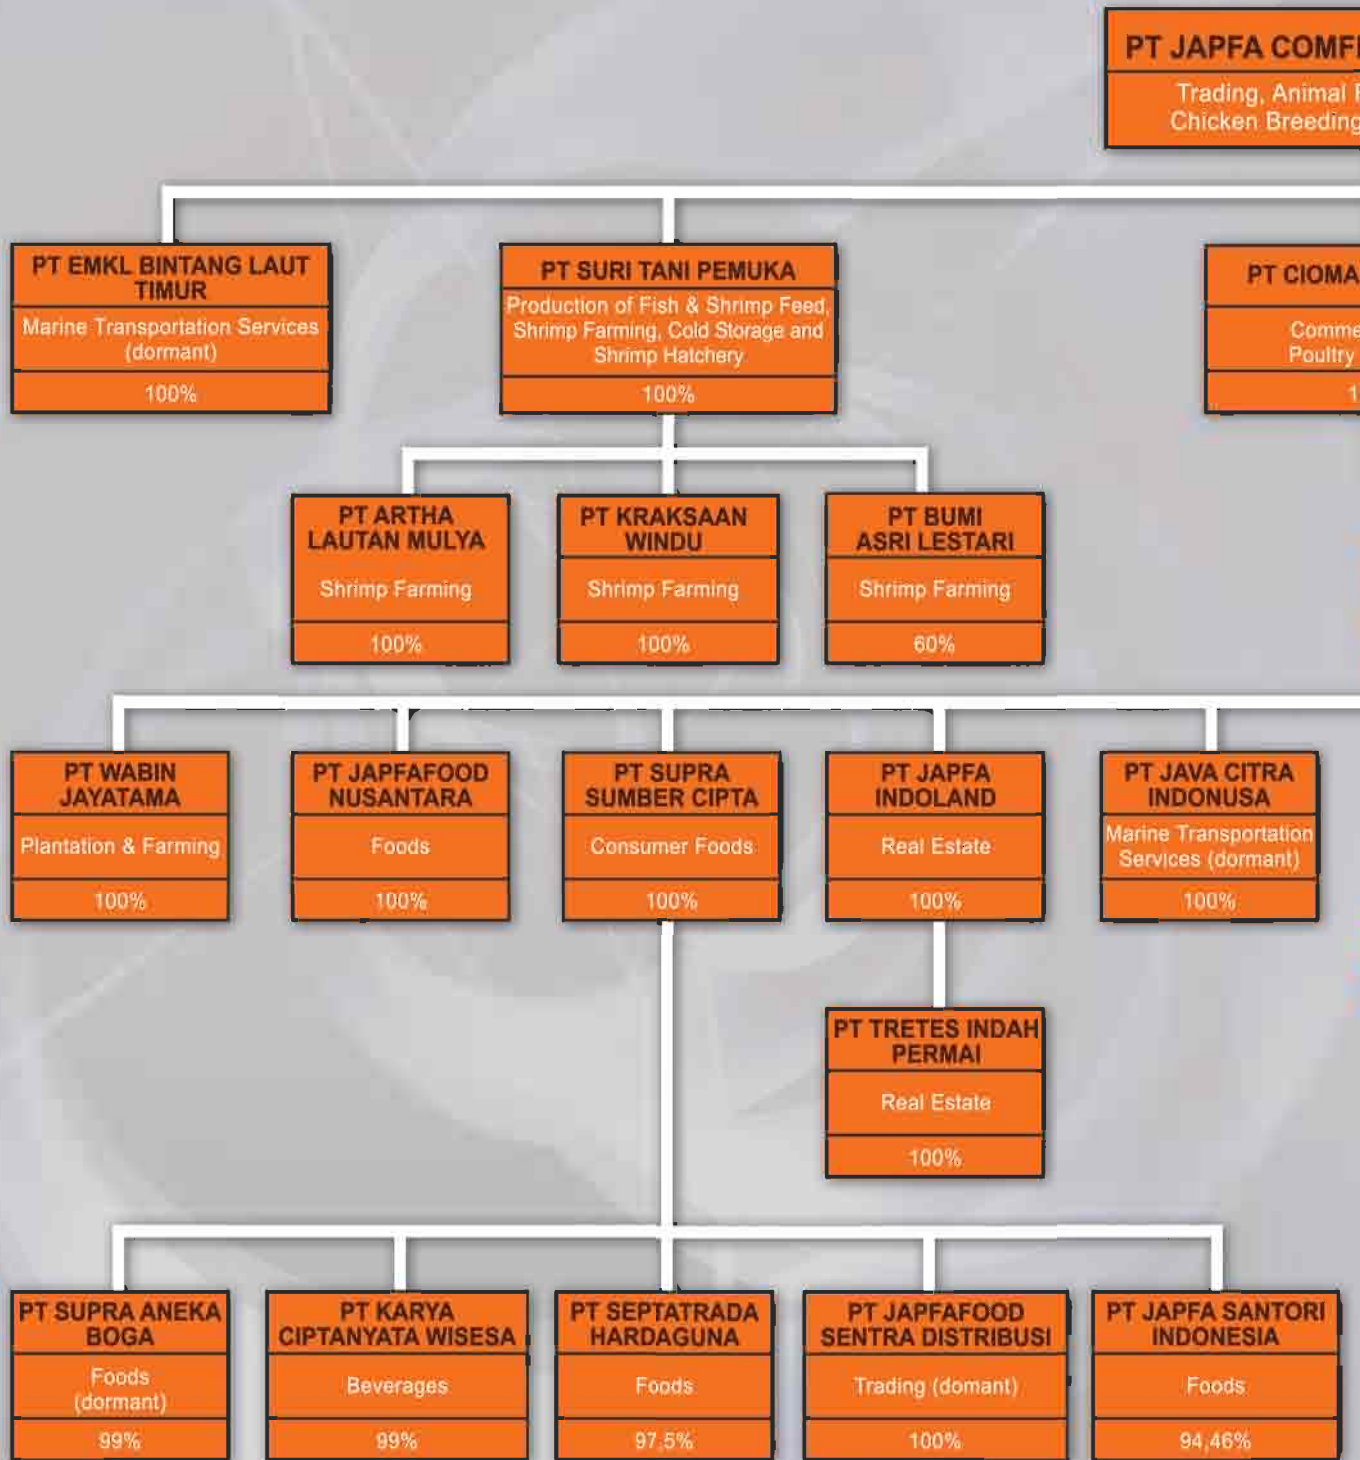 PT JAPFA COMF
Trading, Animal
Chicken Breeding
PT EMKL BINTANG LAUT
TIMUR
Marine Transportation Services
(dormant)
100%
PT SURI TANI PEMUKA
Production of Fish & Shrimp Feed,
Shrimp Farming, Cold Storage and
Shrimp Hatchery
100%
PT CIOMA
Comme
Poultry
1
PT ARTHA
LAUTAN MULYA
Shrimp Farming
100%
PT KRAKSAAN
WINDU
Shrimp Farming
100%
PT BUMI
ASRI LESTARI
Shrimp Farming
60%
PT WABIN
JAYATAMA
Plantation & Farming
100%
PT JAPFAFOOD
NUSANTARA
Foods
100%
PT SUPRA
SUMBER CIPTA
Consumer Foods
100%
PT JAPFA
INDOLAND
Real Estate
100%
PT JAVA CITRA
INDONUSA
Marine Transportation
Services (dormant)
100%
PT TRETES INDAH
PERMAI
Real Estate
100%
PT SUPRA ANEKA
BOGA
Foods
(dormant)
99%
PT KARYA
CIPTANYATA WISESA
Beverages
99%
PT SEPTATRADA
HARDAGUNA
Foods
97,5%
PT JAPFAFOOD
SENTRA DISTRIBUSI
Trading (domant)
100%
PT JAPFA SANTORI
INDONESIA
Foods
94,46%